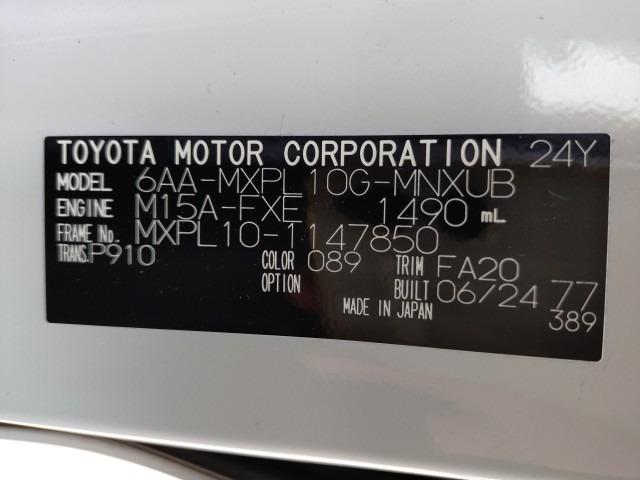 TOYOTA MOTOR CORPORATION 24Y
MODEL 6AA-MXPL10G-MNXUB
ENGINE M15A-FXE 1490 mL
FRAME No. MXPL10-1147850
TRANS. P910 COLOR 089 TRIM FA20
OPTION BUILT 06/24 77
MADE IN JAPAN 389